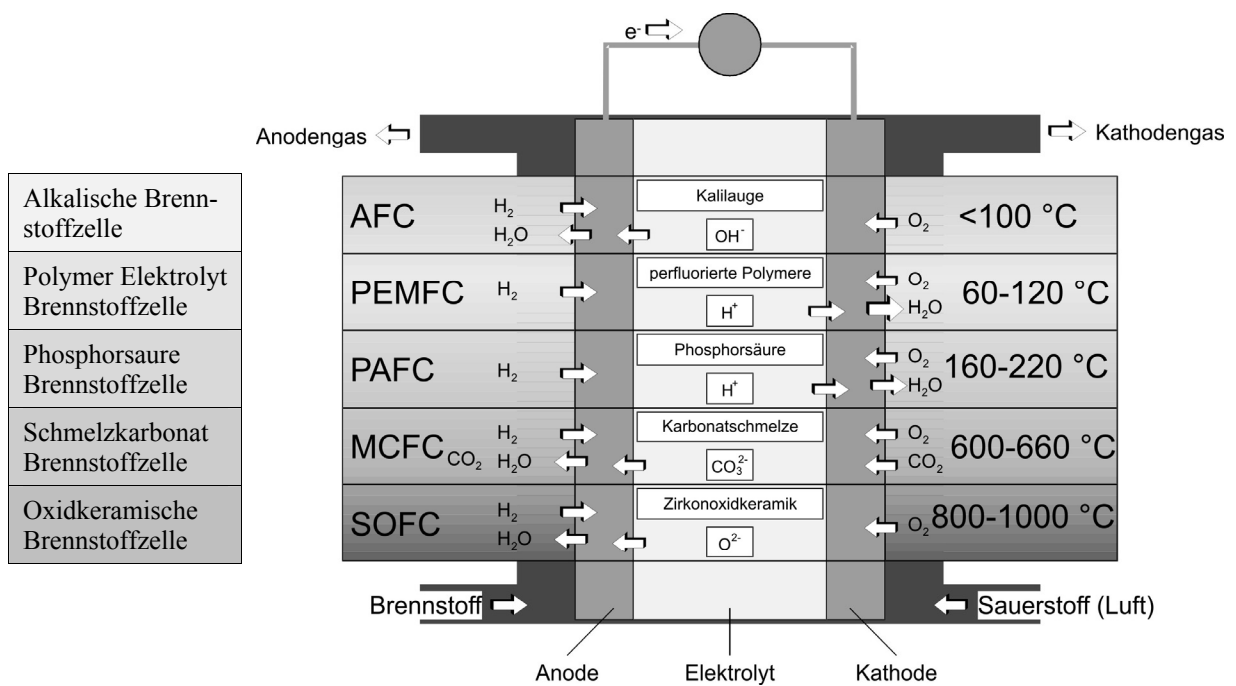 e-
Anodengas
Kathodengas
Alkalische Brenn-
stoffzelle
AFC
H2
H2O
Kalilauge
OH-
O2
<100 °C
Polymer Elektrolyt
Brennstoffzelle
PEMFC
H2
perfluorierte Polymere
H+
O2
H2O
60-120 °C
Phosphorsaure
Brennstoffzelle
PAFC
H2
Phosphorsäure
H+
O2
H2O
160-220 °C
Schmelzkarbonat
Brennstoffzelle
MCFC
CO2
H2
H2O
Karbonatschmelze
CO3 2-
O2
CO2
600-660 °C
Oxidkeramische
Brennstoffzelle
SOFC
H2
H2O
Zirkonoxidkeramik
O2-
O2
800-1000 °C
Brennstoff
Sauerstoff (Luft)
Anode
Elektrolyt
Kathode